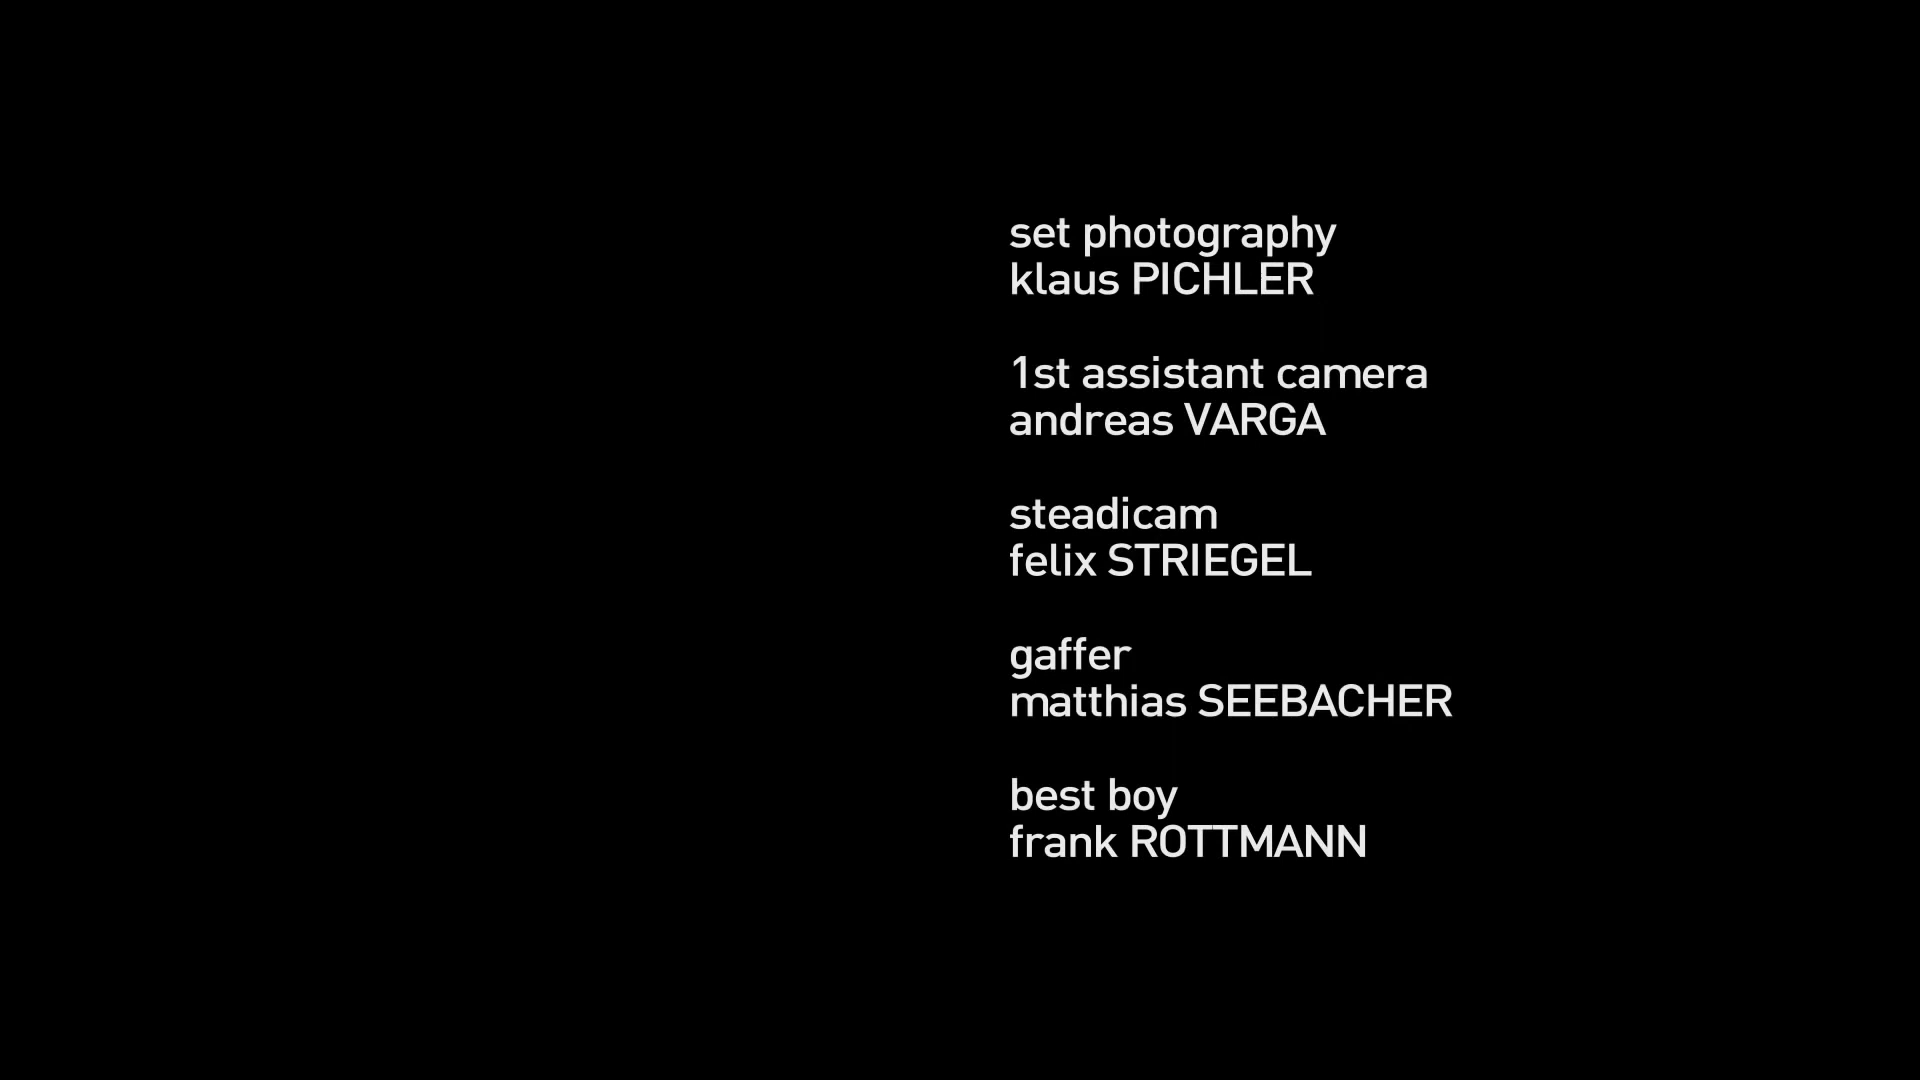 set photography
klaus PICHLER
1st assistant camera
andreas VARGA
steadicam
felix STRIEGEL
gaffer
matthias SEEBACHER
best boy
frank ROTTMANN